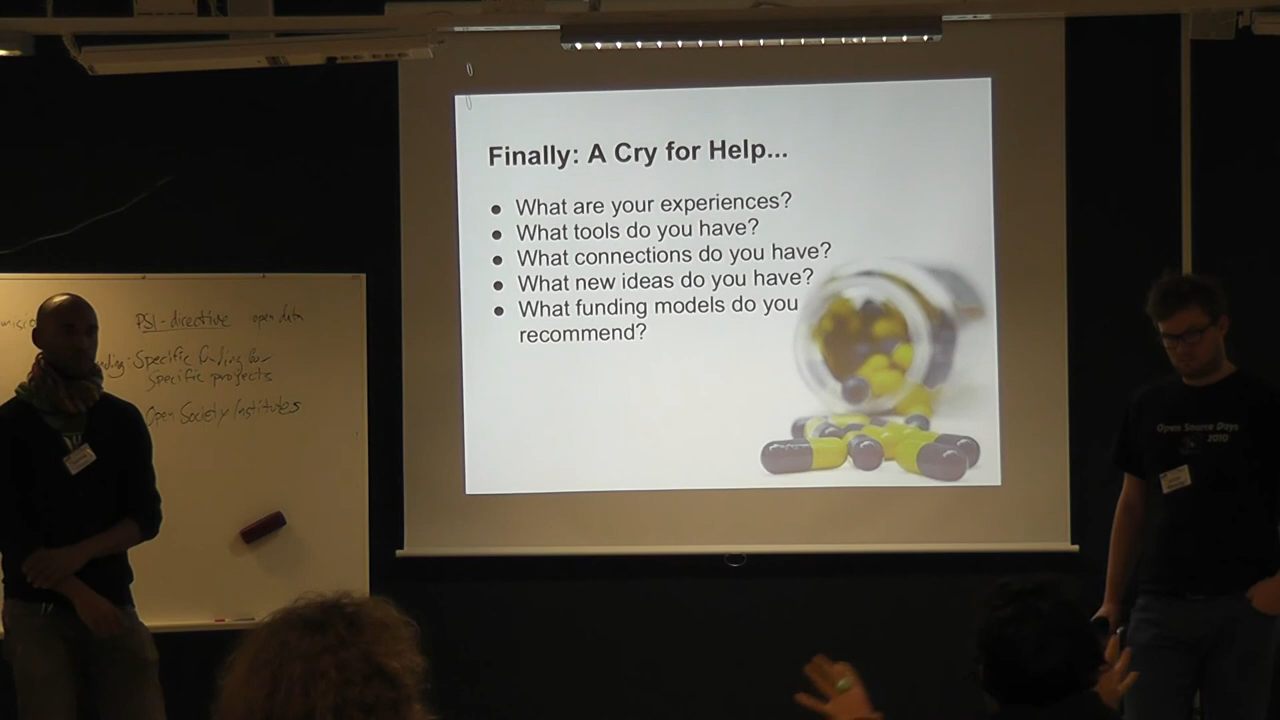 Finally: A Cry for Help...
● What are your experiences?
● What tools do you have?
● What connections do you have?
● What new ideas do you have?
● What funding models do you
recommend?
PSI-directive open data
Specific funding for
specific projects
Open Society Institutes
Open Source Days
2010